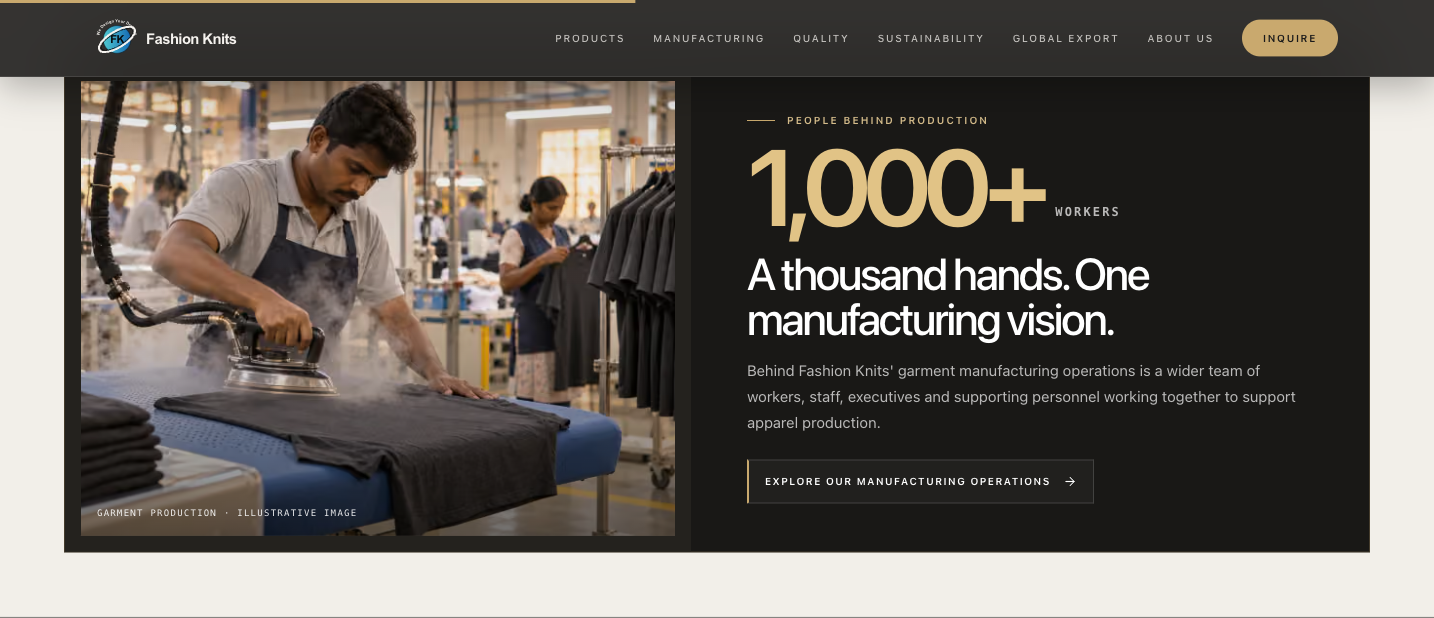 FK
Fashion Knits
PRODUCTS
MANUFACTURING
QUALITY
SUSTAINABILITY
GLOBAL EXPORT
ABOUT US
INQUIRE
PEOPLE BEHIND PRODUCTION
1,000+ WORKERS
A thousand hands. One
manufacturing vision.
Behind Fashion Knits' garment manufacturing operations is a wider team of
workers, staff, executives and supporting personnel working together to support
apparel production.
EXPLORE OUR MANUFACTURING OPERATIONS →
GARMENT PRODUCTION · ILLUSTRATIVE IMAGE